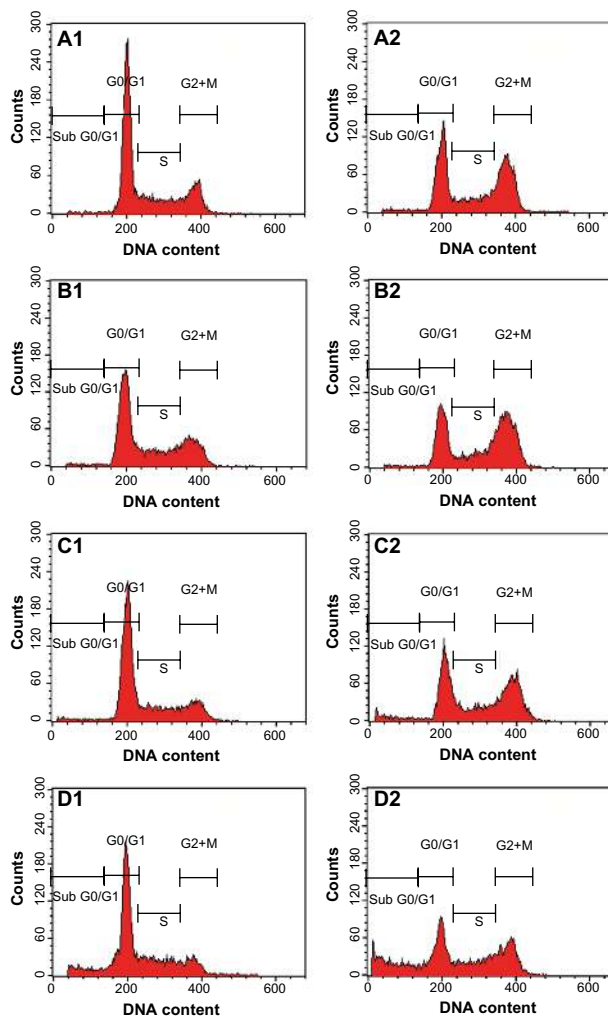 A1
300
240
180
120
60
0
Counts
G0/G1
G2+M
Sub G0/G1
S
0 200 400 600
DNA content
A2
300
240
180
120
60
0
Counts
G0/G1
G2+M
Sub G0/G1
S
0 200 400 600
DNA content
B1
300
240
180
120
60
0
Counts
G0/G1
G2+M
Sub G0/G1
S
0 200 400 600
DNA content
B2
300
240
180
120
60
0
Counts
G0/G1
G2+M
Sub G0/G1
S
0 200 400 600
DNA content
C1
300
240
180
120
60
0
Counts
G0/G1
G2+M
Sub G0/G1
S
0 200 400 600
DNA content
C2
300
240
180
120
60
0
Counts
G0/G1
G2+M
Sub G0/G1
S
0 200 400 600
DNA content
D1
300
240
180
120
60
0
Counts
G0/G1
G2+M
Sub G0/G1
S
0 200 400 600
DNA content
D2
300
240
180
120
60
0
Counts
G0/G1
G2+M
Sub G0/G1
S
0 200 400 600
DNA content